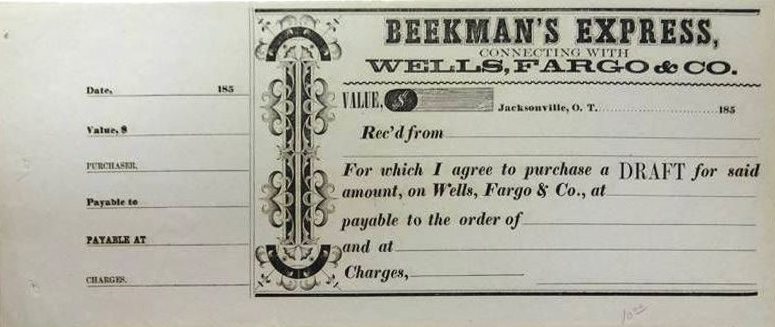 Date, 185
Value, $
PURCHASER,
Payable to
PAYABLE AT
CHARGES.
BEEKMAN'S EXPRESS,
CONNECTING WITH
WELLS, FARGO & CO.
VALUE, $
Jacksonville, O. T. 185
Rec'd from
For which I agree to purchase a DRAFT for said
amount, on Wells, Fargo & Co., at
payable to the order of
and at
Charges,